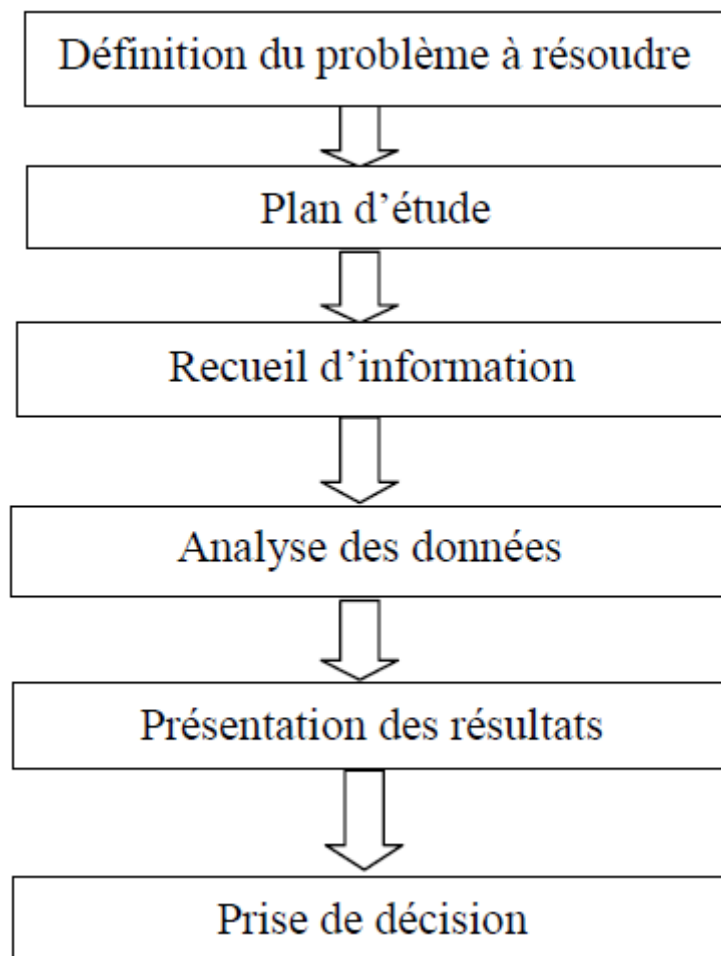 Définition du problème à résoudre
Plan d’étude
Recueil d’information
Analyse des données
Présentation des résultats
Prise de décision